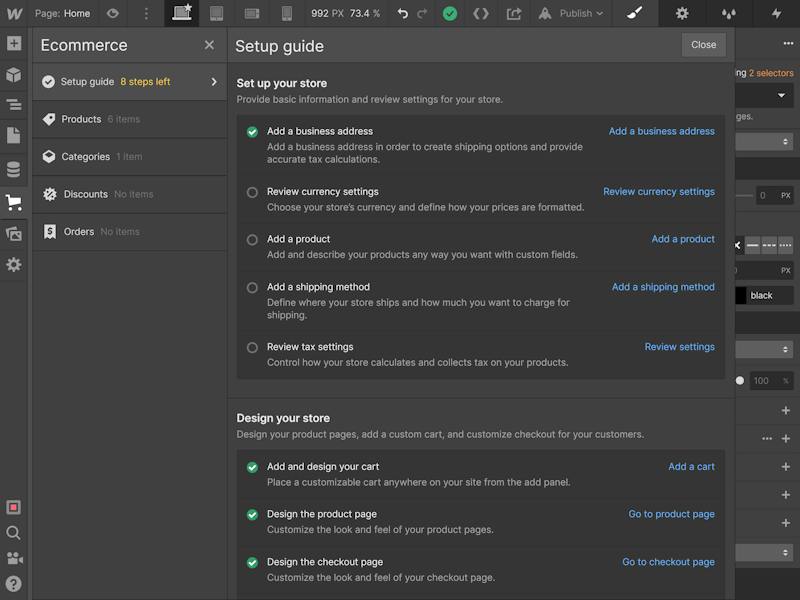 Page: Home
992 PX 73.4 %
Publish
Ecommerce
Setup guide 8 steps left
Products 6 items
Categories 1 item
Discounts No items
Orders No items
Setup guide
Close
Set up your store
Provide basic information and review settings for your store.
Add a business address
Add a business address
Add a business address in order to create shipping options and provide
accurate tax calculations.
Review currency settings
Review currency settings
Choose your store's currency and define how your prices are formatted.
Add a product
Add a product
Add and describe your products any way you want with custom fields.
Add a shipping method
Add a shipping method
Define where your store ships and how much you want to charge for
shipping.
Review tax settings
Review settings
Control how your store calculates and collects tax on your products.
Design your store
Design your product pages, add a custom cart, and customize checkout for your customers.
Add and design your cart
Add a cart
Place a customizable cart anywhere on your site from the add panel.
Design the product page
Go to product page
Customize the look and feel of your product pages.
Design the checkout page
Go to checkout page
Customize the look and feel of your checkout page.
2 selectors
0 PX
PX
black
100 %